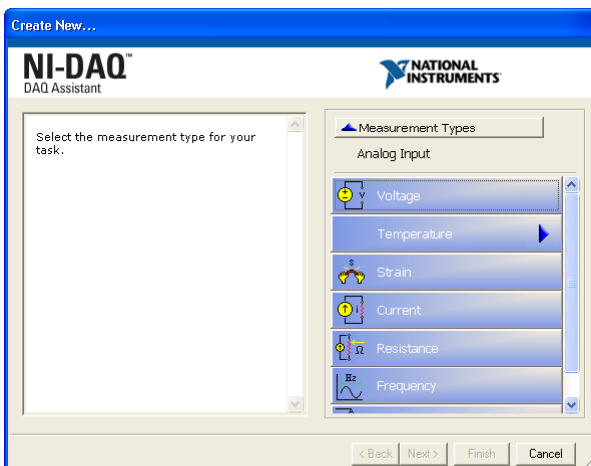 Create New...
NI-DAQ™
DAQ Assistant
NATIONAL
INSTRUMENTS
Select the measurement type for your
task.
Measurement Types
Analog Input
V
Voltage
Temperature
S
Strain
i
Current
Ω
Resistance
Hz
Frequency
< Back
Next >
Finish
Cancel